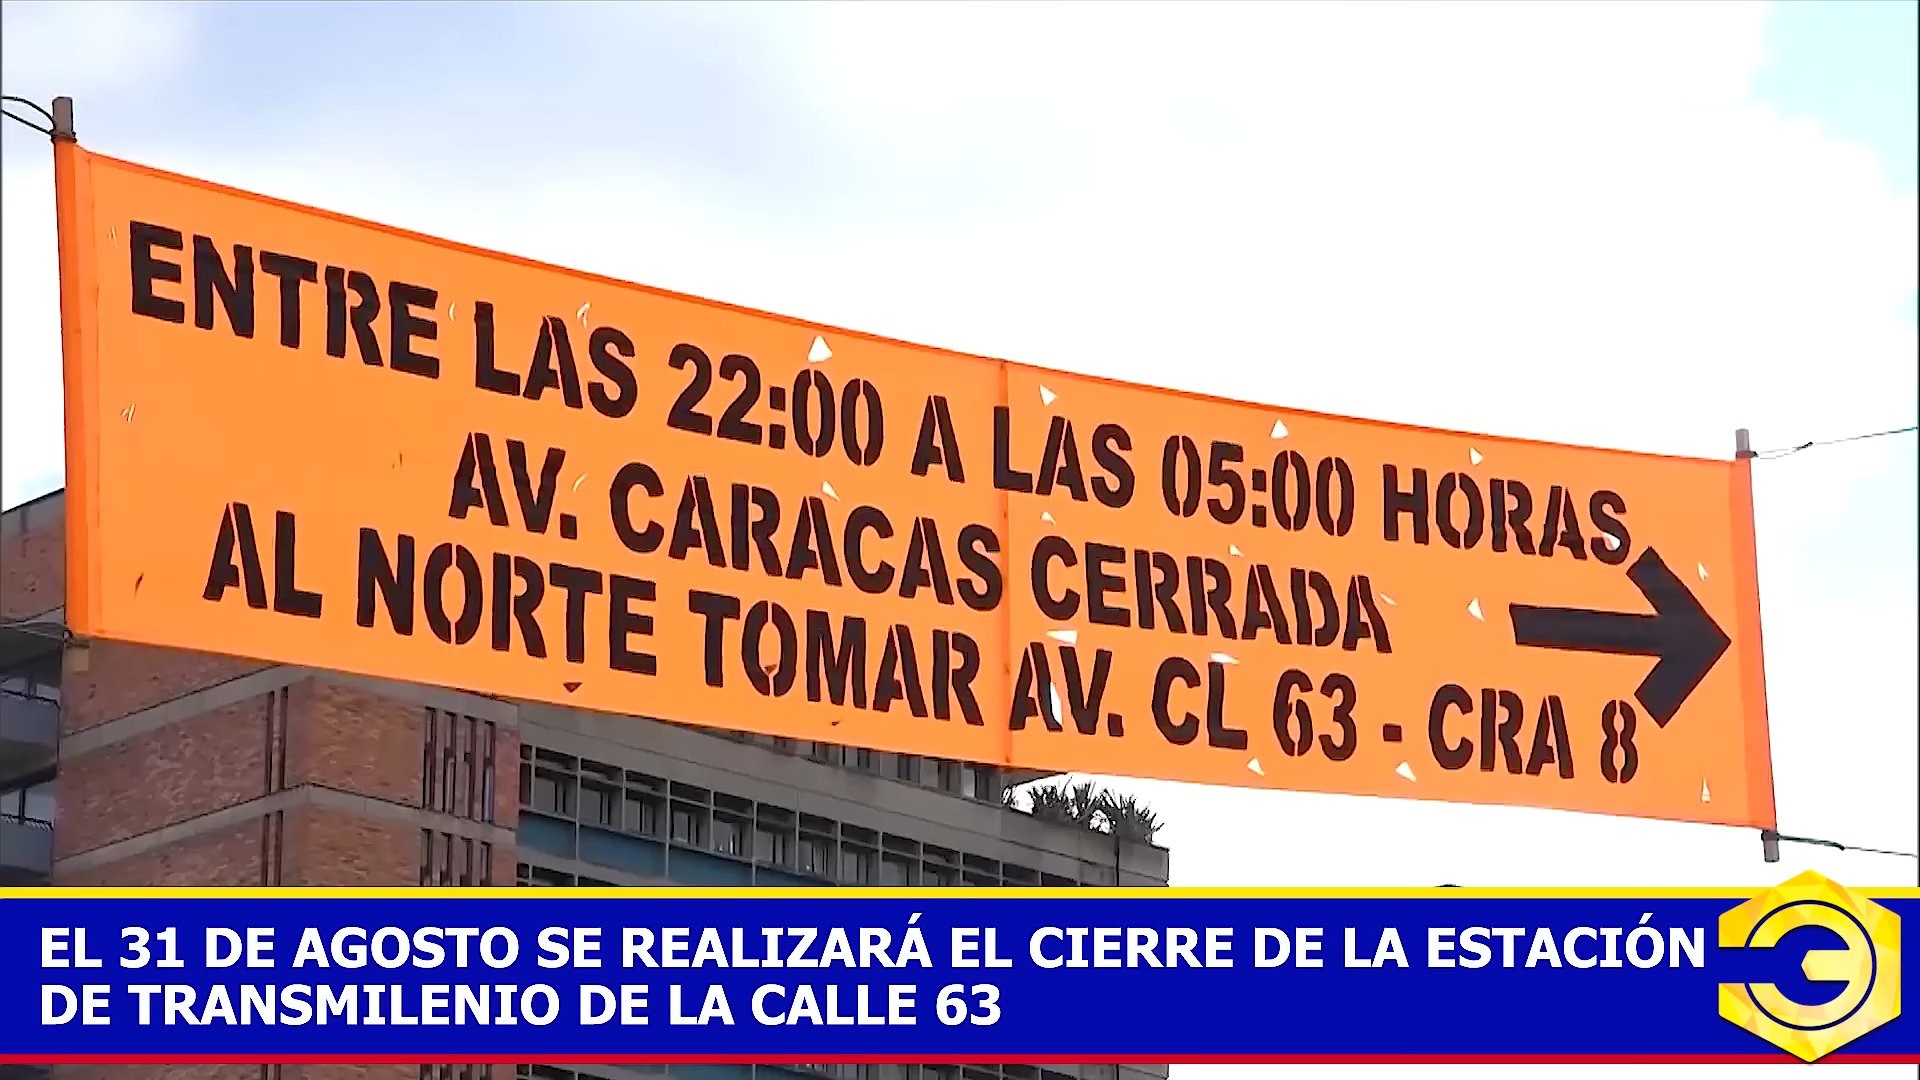 ENTRE LAS 22:00 A LAS 05:00 HORAS
AV. CARACAS CERRADA
AL NORTE TOMAR AV. CL 63 - CRA 8
EL 31 DE AGOSTO SE REALIZARÁ EL CIERRE DE LA ESTACIÓN
DE TRANSMILENIO DE LA CALLE 63